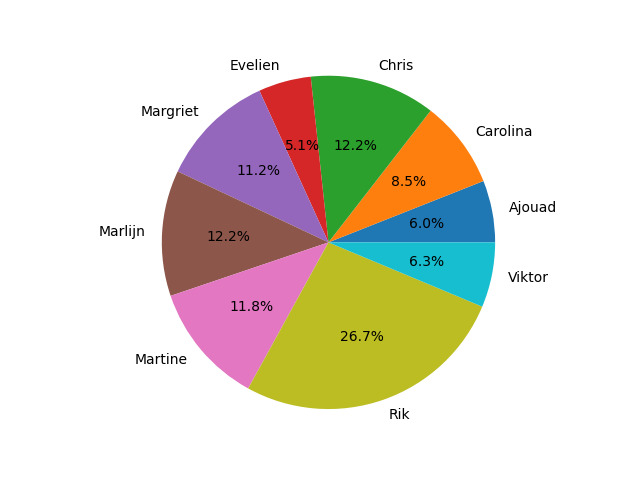 Evelien
Chris
Margriet
Carolina
5.1%
12.2%
11.2%
8.5%
Ajouad
6.0%
Marlijn
12.2%
6.3%
Viktor
11.8%
26.7%
Martine
Rik